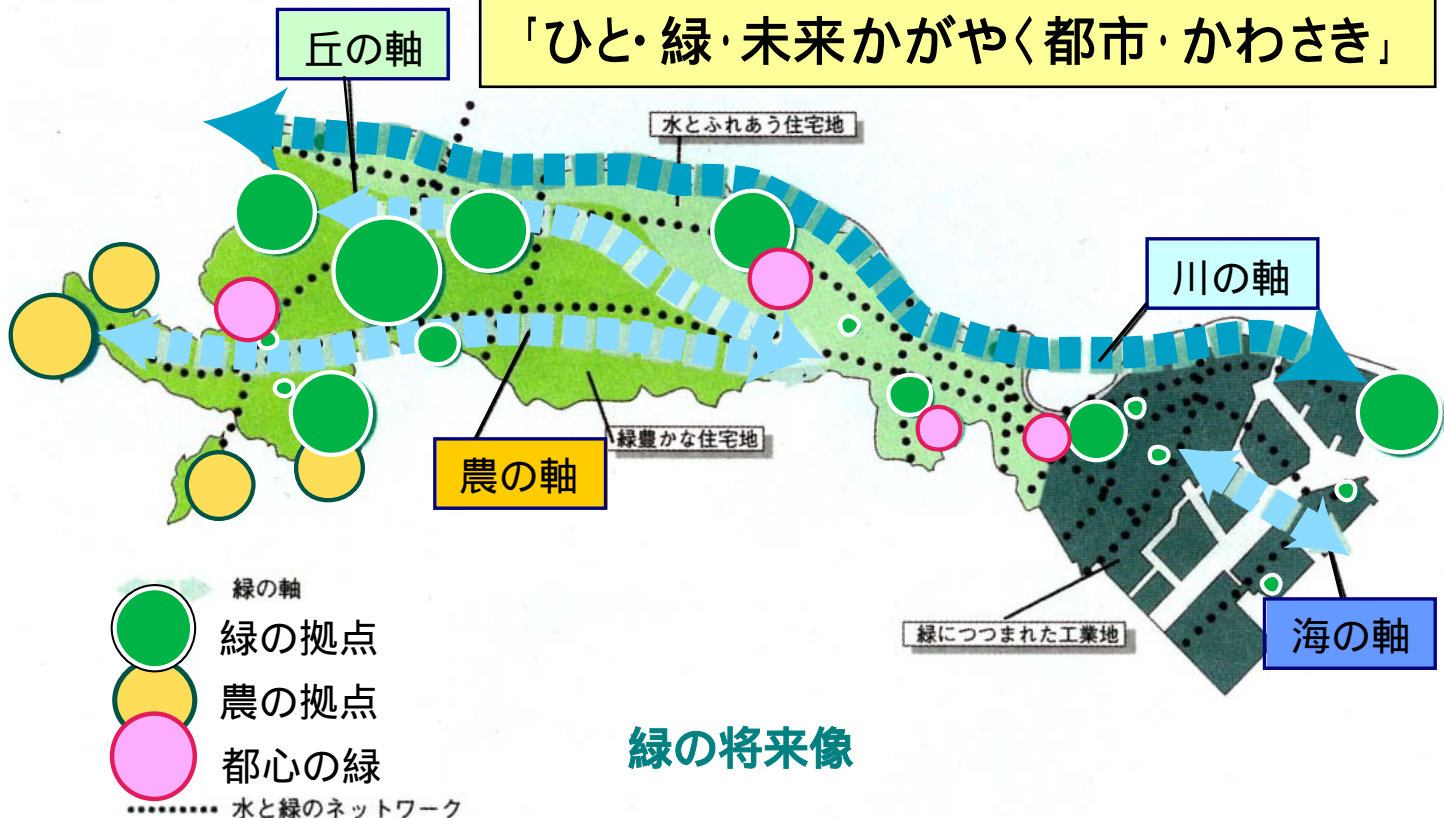 「ひと・緑・未来かがやく都市・かわさき」
丘の軸
水とふれあう住宅地
川の軸
緑豊かな住宅地
農の軸
緑の軸
緑の拠点
緑につつまれた工業地
海の軸
農の拠点
都心の緑
緑の将来像
水と緑のネットワーク